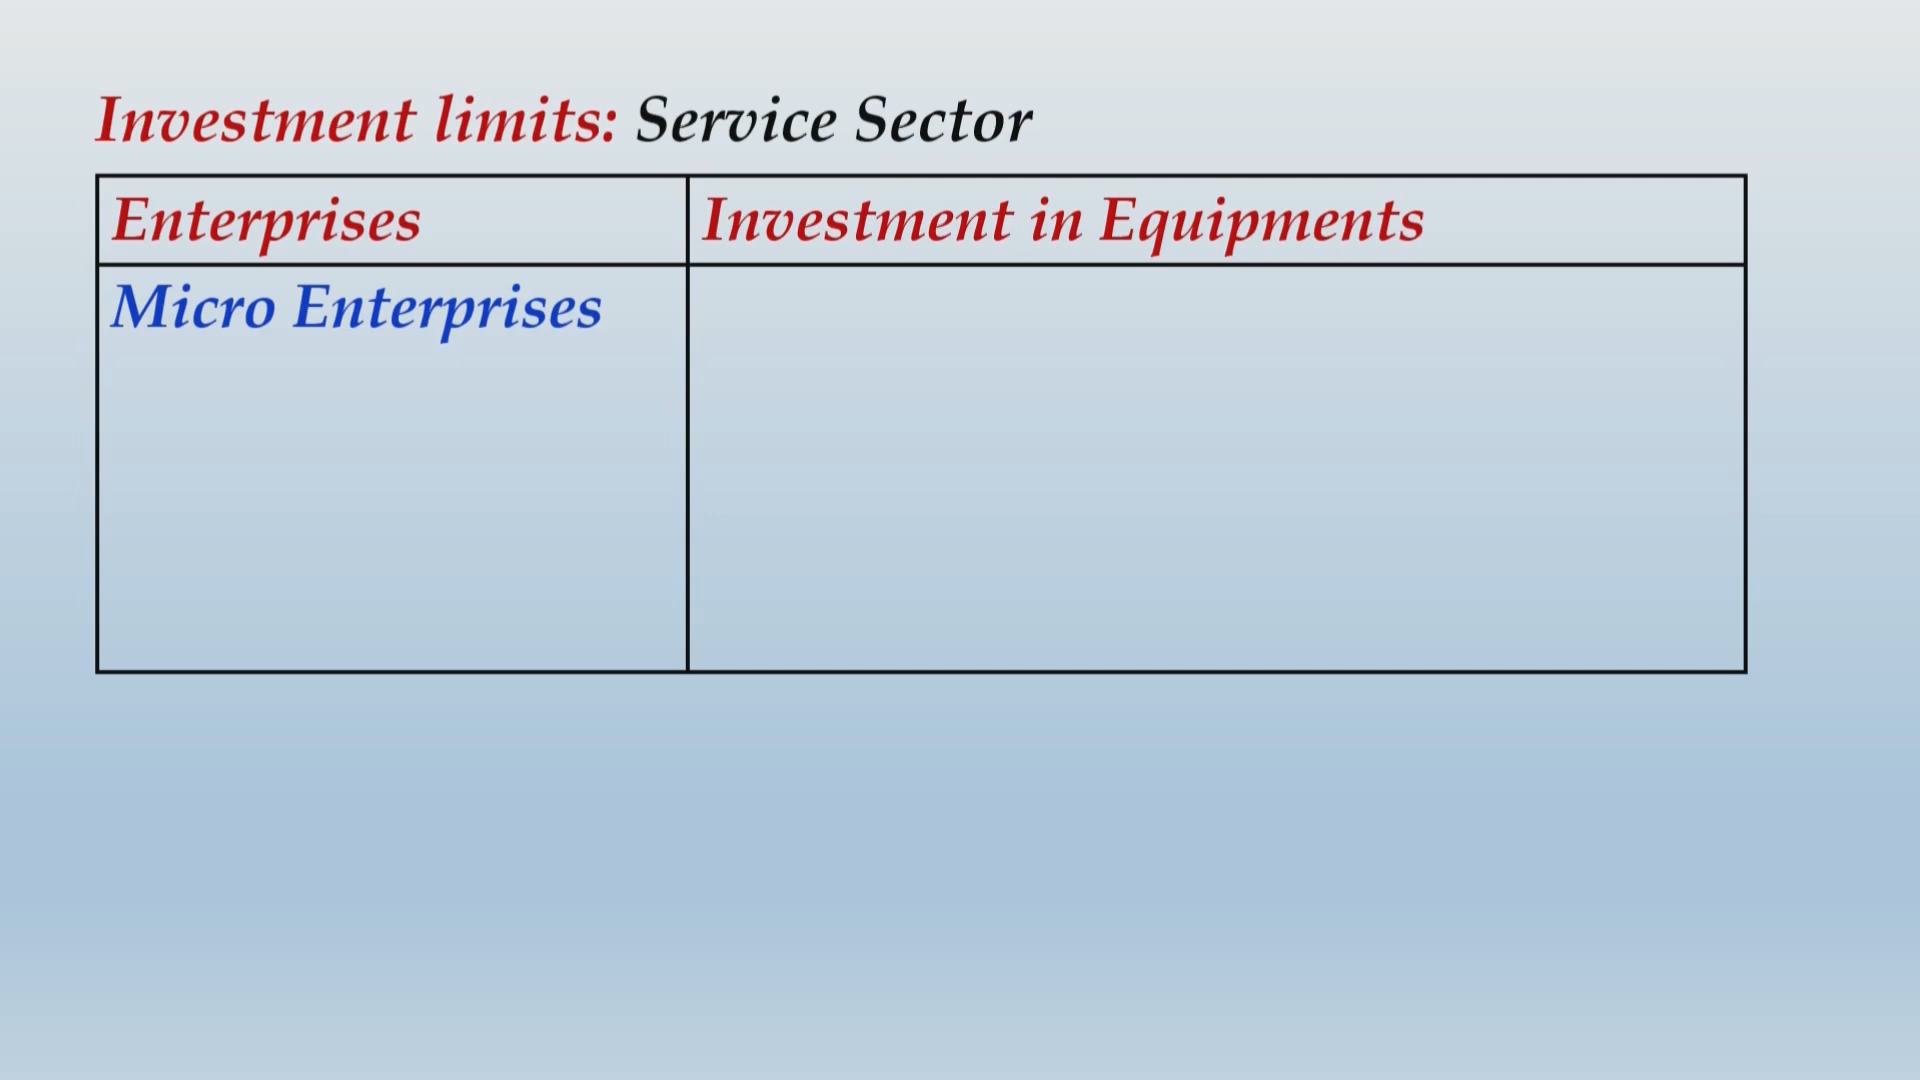 Investment limits: Service Sector
Enterprises
Investment in Equipments
Micro Enterprises